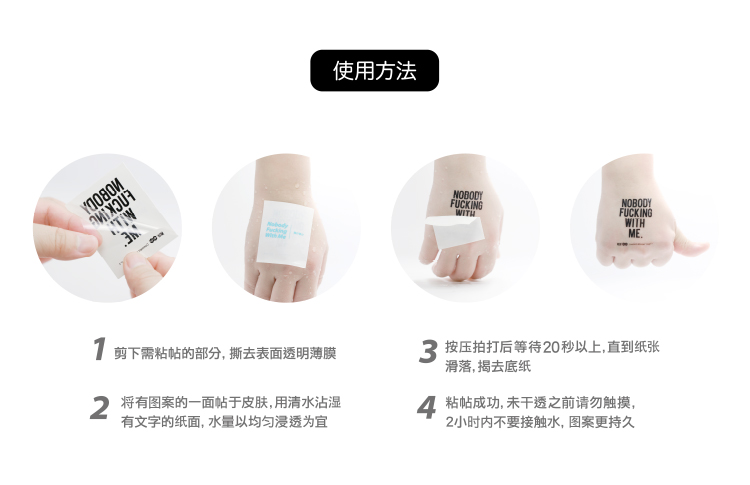 使用方法
NOBODY
FUCKING
WITH
ME.
Nobody
Fucking
With Me
NOBODY
FUCKING
WITH
NOBODY
FUCKING
WITH
ME.
1 剪下需粘帖的部分, 撕去表面透明薄膜
2 将有图案的一面帖于皮肤, 用清水沾湿
有文字的纸面, 水量以均匀浸透为宜
3 按压拍打后等待20秒以上, 直到纸张
滑落, 揭去底纸
4 粘帖成功, 未干透之前请勿触摸,
2小时内不要接触水, 图案更持久